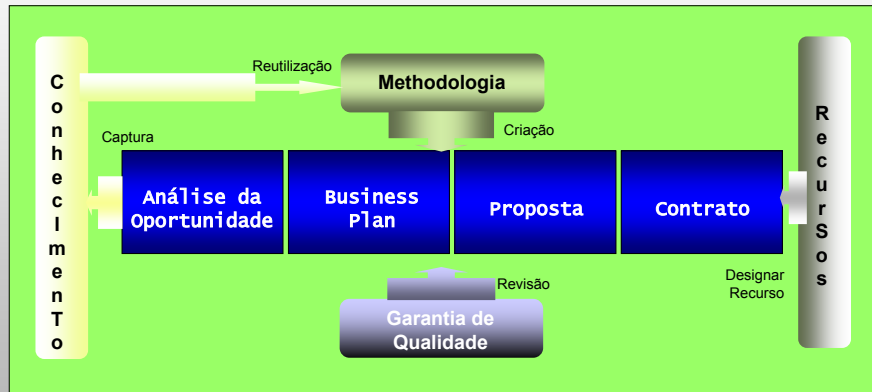 C
o
n
h
e
c
I
m
e
n
T
o
Reutilização
Methodologia
Criação
Captura
Análise da
Oportunidade
Business
Plan
Proposta
Contrato
Revisão
Garantia de
Qualidade
Designar
Recurso
R
e
c
u
r
S
o
s